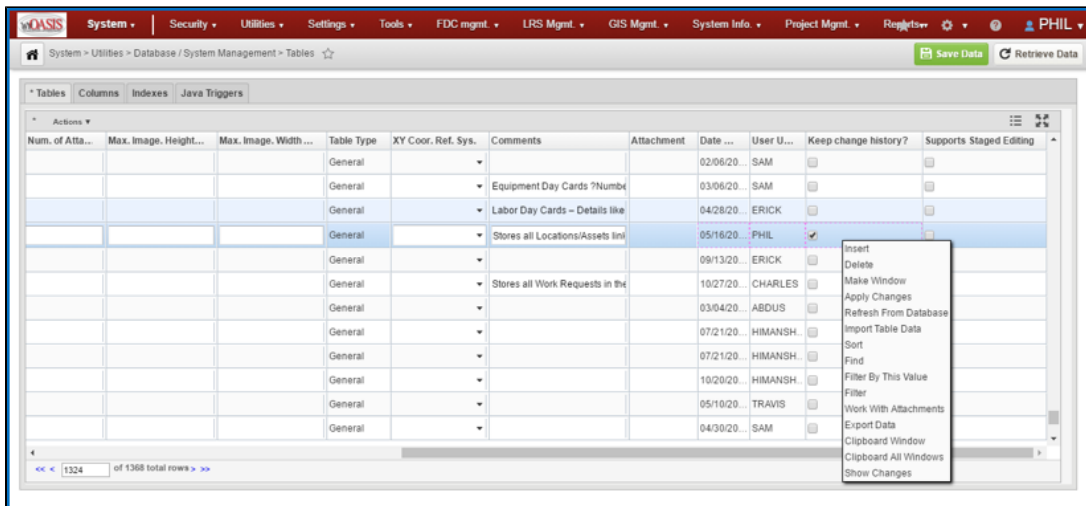 vnOASIS System Security Utilities Settings Tools FDC mgmt. LRS Mgmt. GIS Mgmt. System Info. Project Mgmt. Reports PHIL
System > Utilities > Database / System Management > Tables Save Data Retrieve Data
* Tables Columns Indexes Java Triggers
* Actions
Num. of Atta... Max. Image. Height... Max. Image. Width ... Table Type XY Coor. Ref. Sys. Comments Attachment Date ... User U... Keep change history? Supports Staged Editing
General 02/06/20... SAM
General Equipment Day Cards ?Numbe 03/06/20... SAM
General Labor Day Cards – Details like 04/28/20... ERICK
General Stores all Locations/Assets link 05/16/20... PHIL
General 09/13/20... ERICK
General Stores all Work Requests in the 10/27/20... CHARLES
General 03/04/20... ABDUS
General 07/21/20... HIMANSH...
General 07/21/20... HIMANSH...
General 10/20/20... HIMANSH...
General 05/10/20... TRAVIS
General 04/30/20... SAM
Insert
Delete
Make Window
Apply Changes
Refresh From Database
Import Table Data
Sort
Find
Filter By This Value
Filter
Work With Attachments
Export Data
Clipboard Window
Clipboard All Windows
Show Changes
<< < 1324 of 1368 total rows > >>